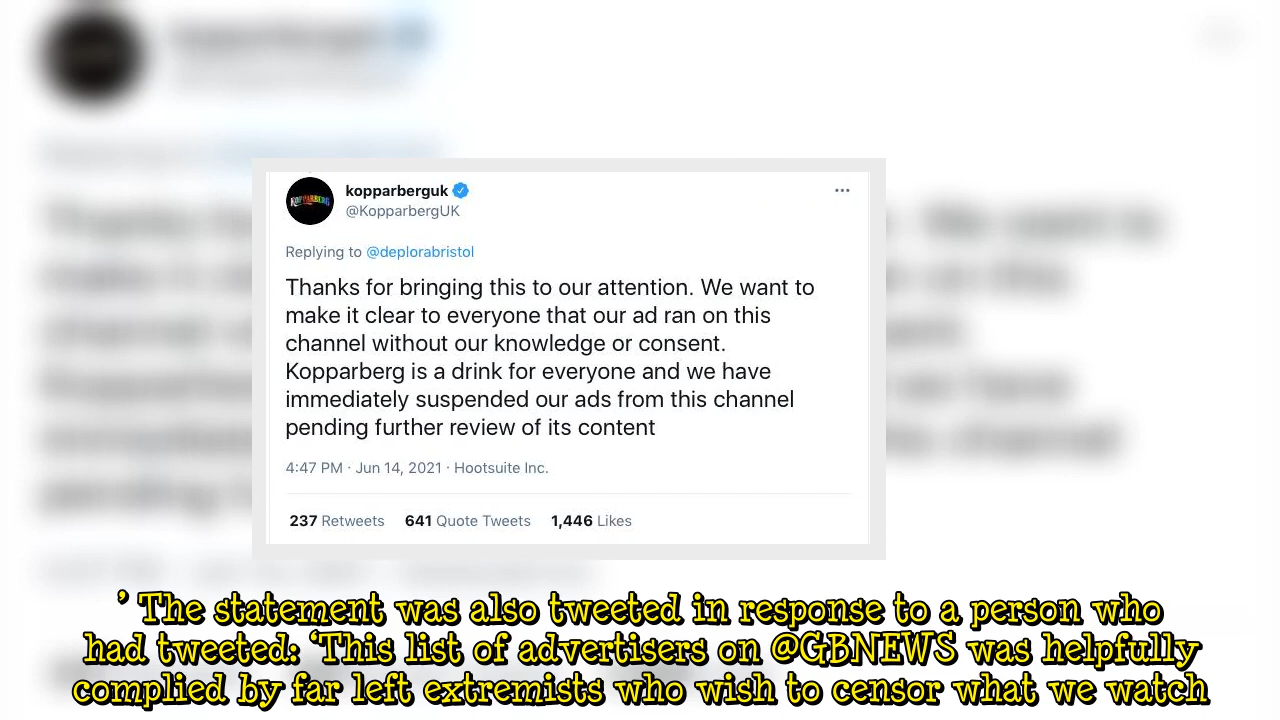 kopparberguk
@KopparbergUK
KOPPARBERG
Replying to @deplorabristol
Thanks for bringing this to our attention. We want to
make it clear to everyone that our ad ran on this
channel without our knowledge or consent.
Kopparberg is a drink for everyone and we have
immediately suspended our ads from this channel
pending further review of its content
4:47 PM · Jun 14, 2021 · Hootsuite Inc.
237 Retweets 641 Quote Tweets 1,446 Likes
’ The statement was also tweeted in response to a person who
had tweeted: ‘This list of advertisers on @GBNEWS was helpfully
complied by far left extremists who wish to censor what we watch